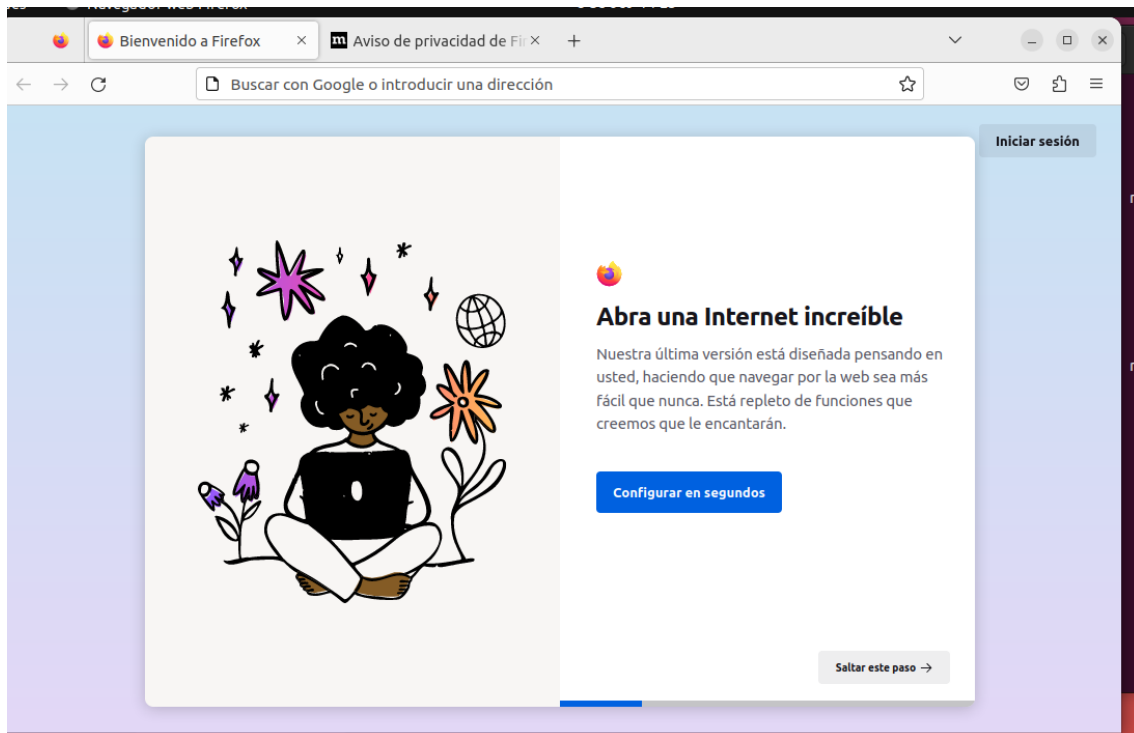 Bienvenido a Firefox
Aviso de privacidad de Fir
Buscar con Google o introducir una dirección
Iniciar sesión
Abra una Internet increíble
Nuestra última versión está diseñada pensando en
usted, haciendo que navegar por la web sea más
fácil que nunca. Está repleto de funciones que
creemos que le encantarán.
Configurar en segundos
Saltar este paso →